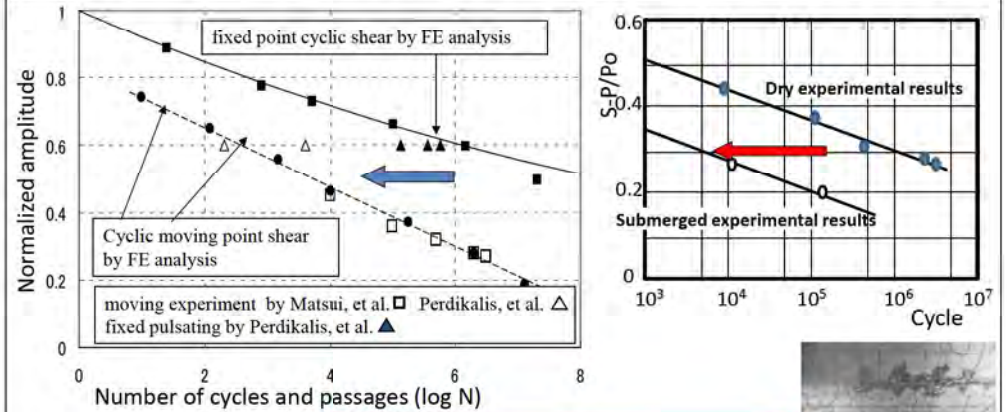 1
0.8
0.6
0.4
0.2
0
Normalized amplitude
fixed point cyclic shear by FE analysis
Cyclic moving point shear
by FE analysis
moving experiment by Matsui, et al. □ Perdikalis, et al. △
fixed pulsating by Perdikalis, et al. ▲
0 2 4 6 8
Number of cycles and passages (log N)
0.6
0.4
0.2
0
S-P/Po
Dry experimental results
Submerged experimental results
10³ 10⁴ 10⁵ 10⁶ 10⁷
Cycle